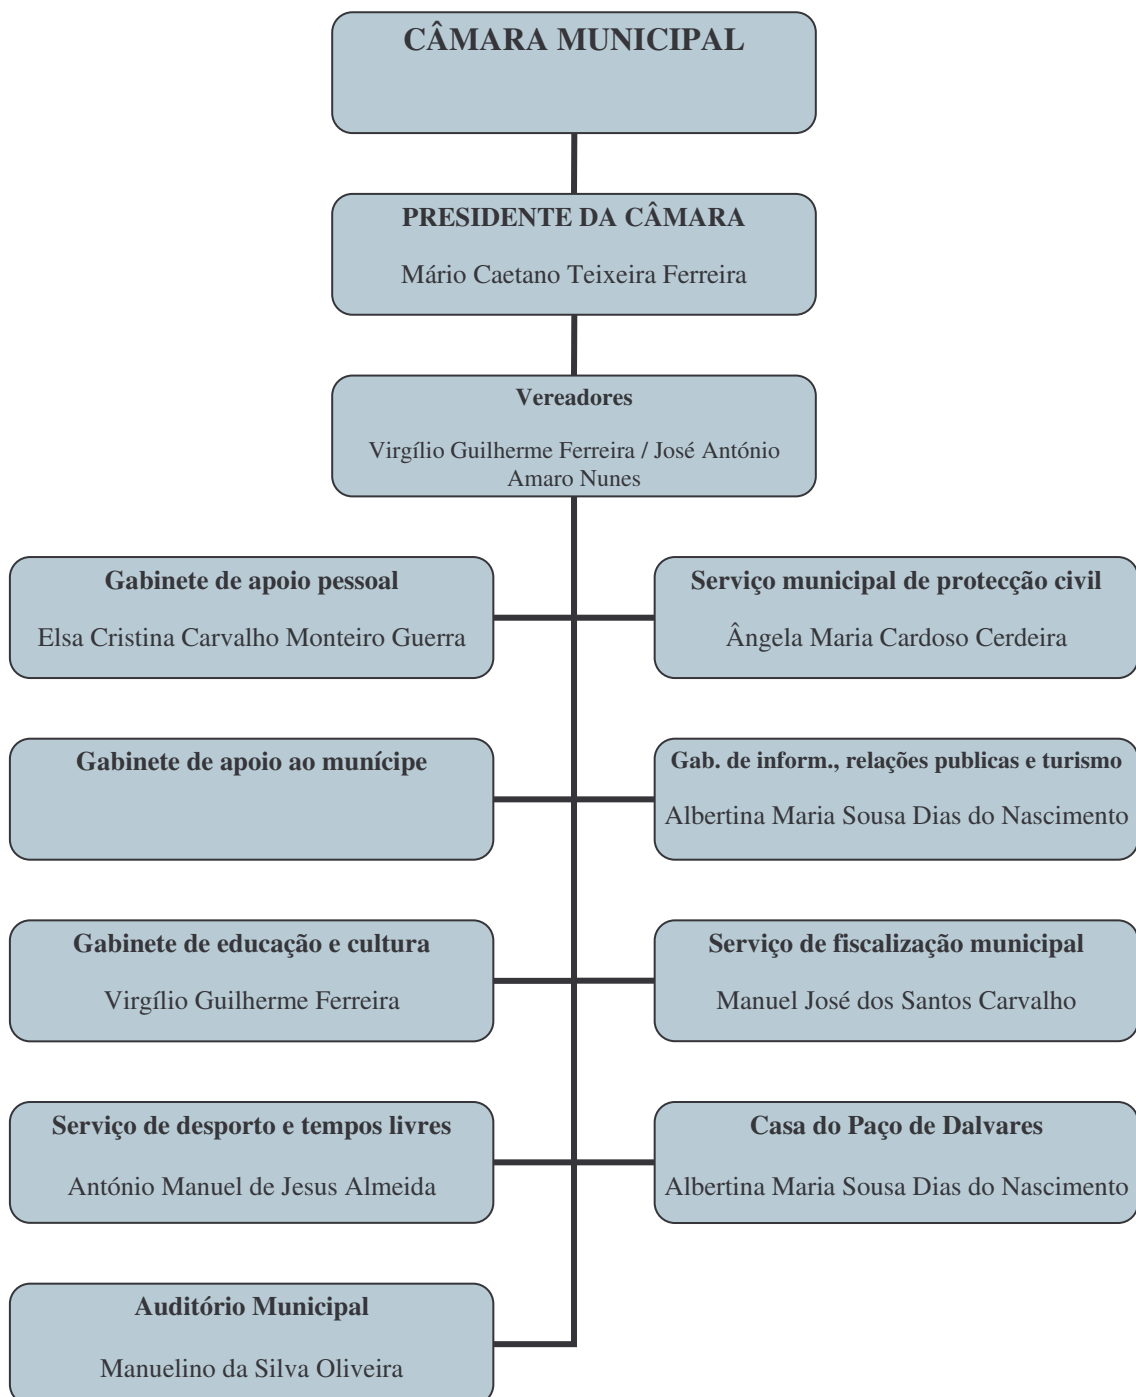 CÂMARA MUNICIPAL
PRESIDENTE DA CÂMARA
Mário Caetano Teixeira Ferreira
Vereadores
Virgílio Guilherme Ferreira / José António
Amaro Nunes
Gabinete de apoio pessoal
Elsa Cristina Carvalho Monteiro Guerra
Serviço municipal de protecção civil
Ângela Maria Cardoso Cerdeira
Gabinete de apoio ao munícipe
Gab. de inform., relações publicas e turismo
Albertina Maria Sousa Dias do Nascimento
Gabinete de educação e cultura
Virgílio Guilherme Ferreira
Serviço de fiscalização municipal
Manuel José dos Santos Carvalho
Serviço de desporto e tempos livres
António Manuel de Jesus Almeida
Casa do Paço de Dalvares
Albertina Maria Sousa Dias do Nascimento
Auditório Municipal
Manuelino da Silva Oliveira